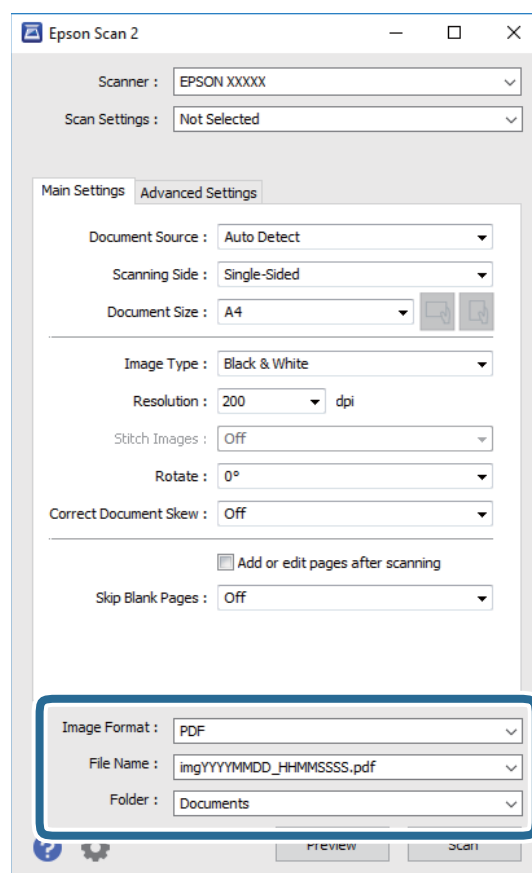 Epson Scan 2
Scanner : EPSON XXXXX
Scan Settings : Not Selected
Main Settings Advanced Settings
Document Source : Auto Detect
Scanning Side : Single-Sided
Document Size : A4
Image Type : Black & White
Resolution : 200 dpi
Stitch Images : Off
Rotate : 0°
Correct Document Skew : Off
Add or edit pages after scanning
Skip Blank Pages : Off
Image Format : PDF
File Name : imgYYYYMMDD_HHMMSSSS.pdf
Folder : Documents
? Preview Scan